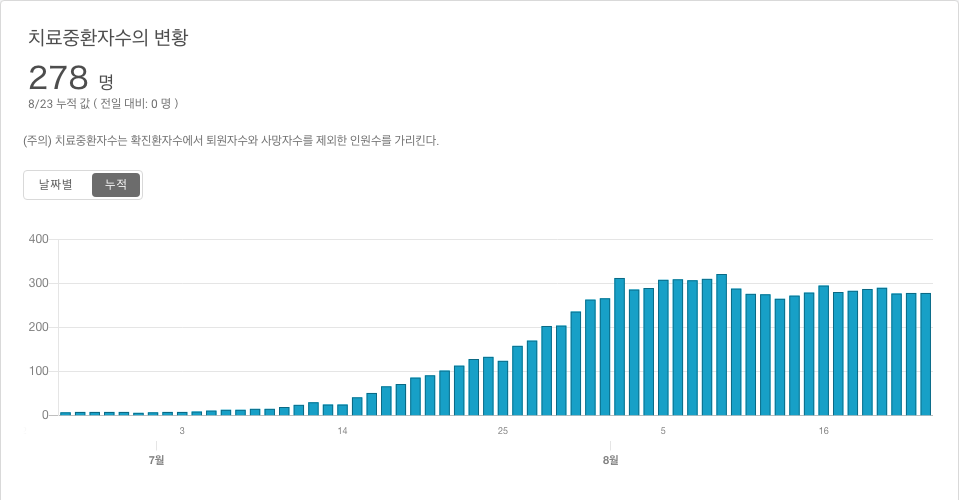 치료중환자수의 변황
278 명
8/23 누적 값 ( 전일 대비: 0 명 )
(주의) 치료중환자수는 확진환자수에서 퇴원자수와 사망자수를 제외한 인원수를 가리킨다.
날짜별 누적
400
300
200
100
0
3 14 25 5 16
7월 8월